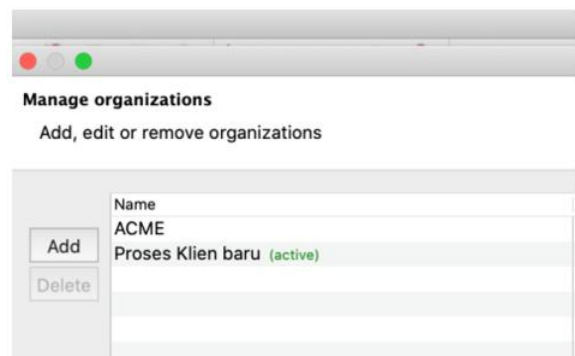 Manage organizations
Add, edit or remove organizations
Name
ACME
Add
Proses Klien baru (active)
Delete